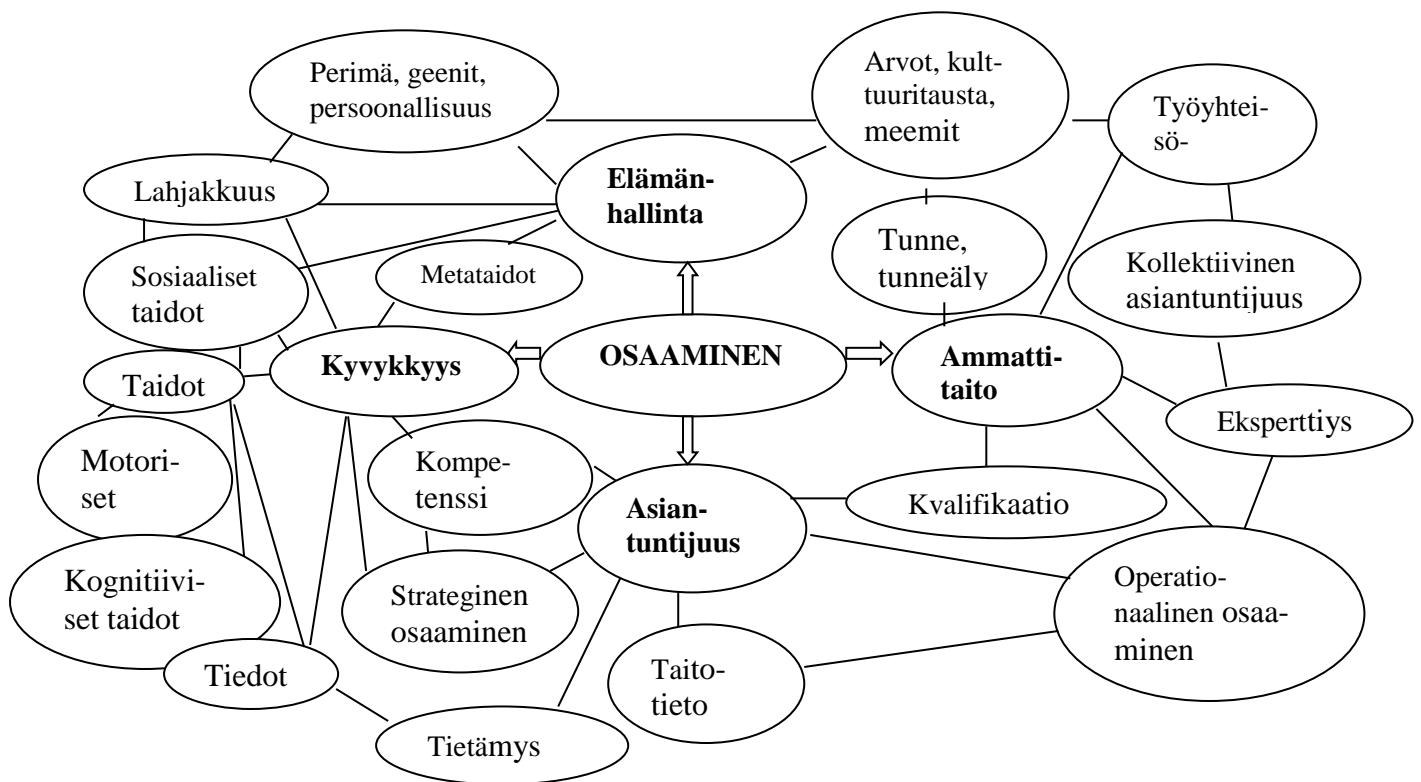 Perimä, geenit,
persoonallisuus
Arvot, kult-
tuuritausta,
meemit
Työyhtei-
sö-
Lahjakkuus
Elämän-
hallinta
Tunne,
tunneäly
Sosiaaliset
taidot
Metataidot
Kollektiivinen
asiantuntijuus
Taidot
Kyvykkyys
OSAAMINEN
Ammatti-
taito
Eksperttiys
Motori-
set
Kompe-
tenssi
Asian-
tuntijuus
Kvalifikaatio
Kognitiivi-
set taidot
Strateginen
osaaminen
Operatio-
naalinen osaa-
minen
Tiedot
Taito-
tieto
Tietämys